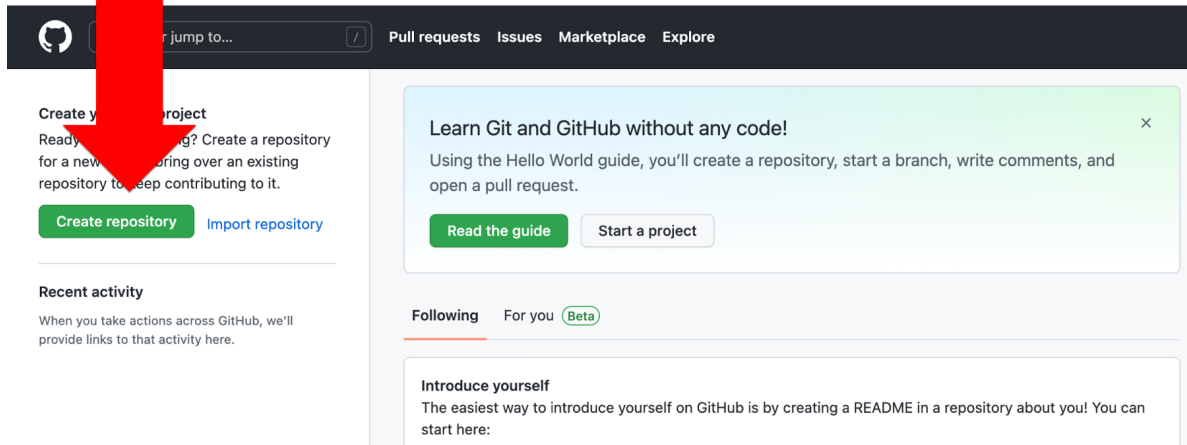 r jump to... /
Pull requests Issues Marketplace Explore
Create y roject
Ready g? Create a repository
for a new ring over an existing
repository to eep contributing to it.
Create repository Import repository
Recent activity
When you take actions across GitHub, we'll
provide links to that activity here.
Learn Git and GitHub without any code!
Using the Hello World guide, you'll create a repository, start a branch, write comments, and
open a pull request.
Read the guide Start a project
Following For you Beta
Introduce yourself
The easiest way to introduce yourself on GitHub is by creating a README in a repository about you! You can
start here: